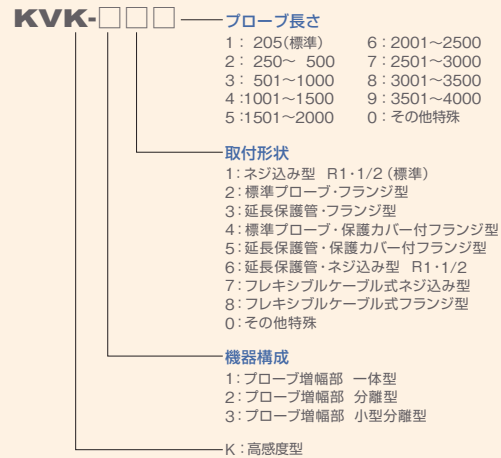 KVK-□□□
プローブ長さ
1：205(標準) 6：2001～2500
2：250～ 500 7：2501～3000
3：501～1000 8：3001～3500
4:1001～1500 9：3501～4000
5:1501～2000 0：その他特殊
取付形状
1：ネジ込み型 R1･1/2 (標準)
2：標準プローブ･フランジ型
3：延長保護管･フランジ型
4：標準プローブ･保護カバー付フランジ型
5：延長保護管･保護カバー付フランジ型
6：延長保護管･ネジ込み型 R1･1/2
7：フレキシブルケーブル式ネジ込み型
8：フレキシブルケーブル式フランジ型
0：その他特殊
機器構成
1：プローブ増幅部 一体型
2：プローブ増幅部 分離型
3：プローブ増幅部 小型分離型
K：高感度型